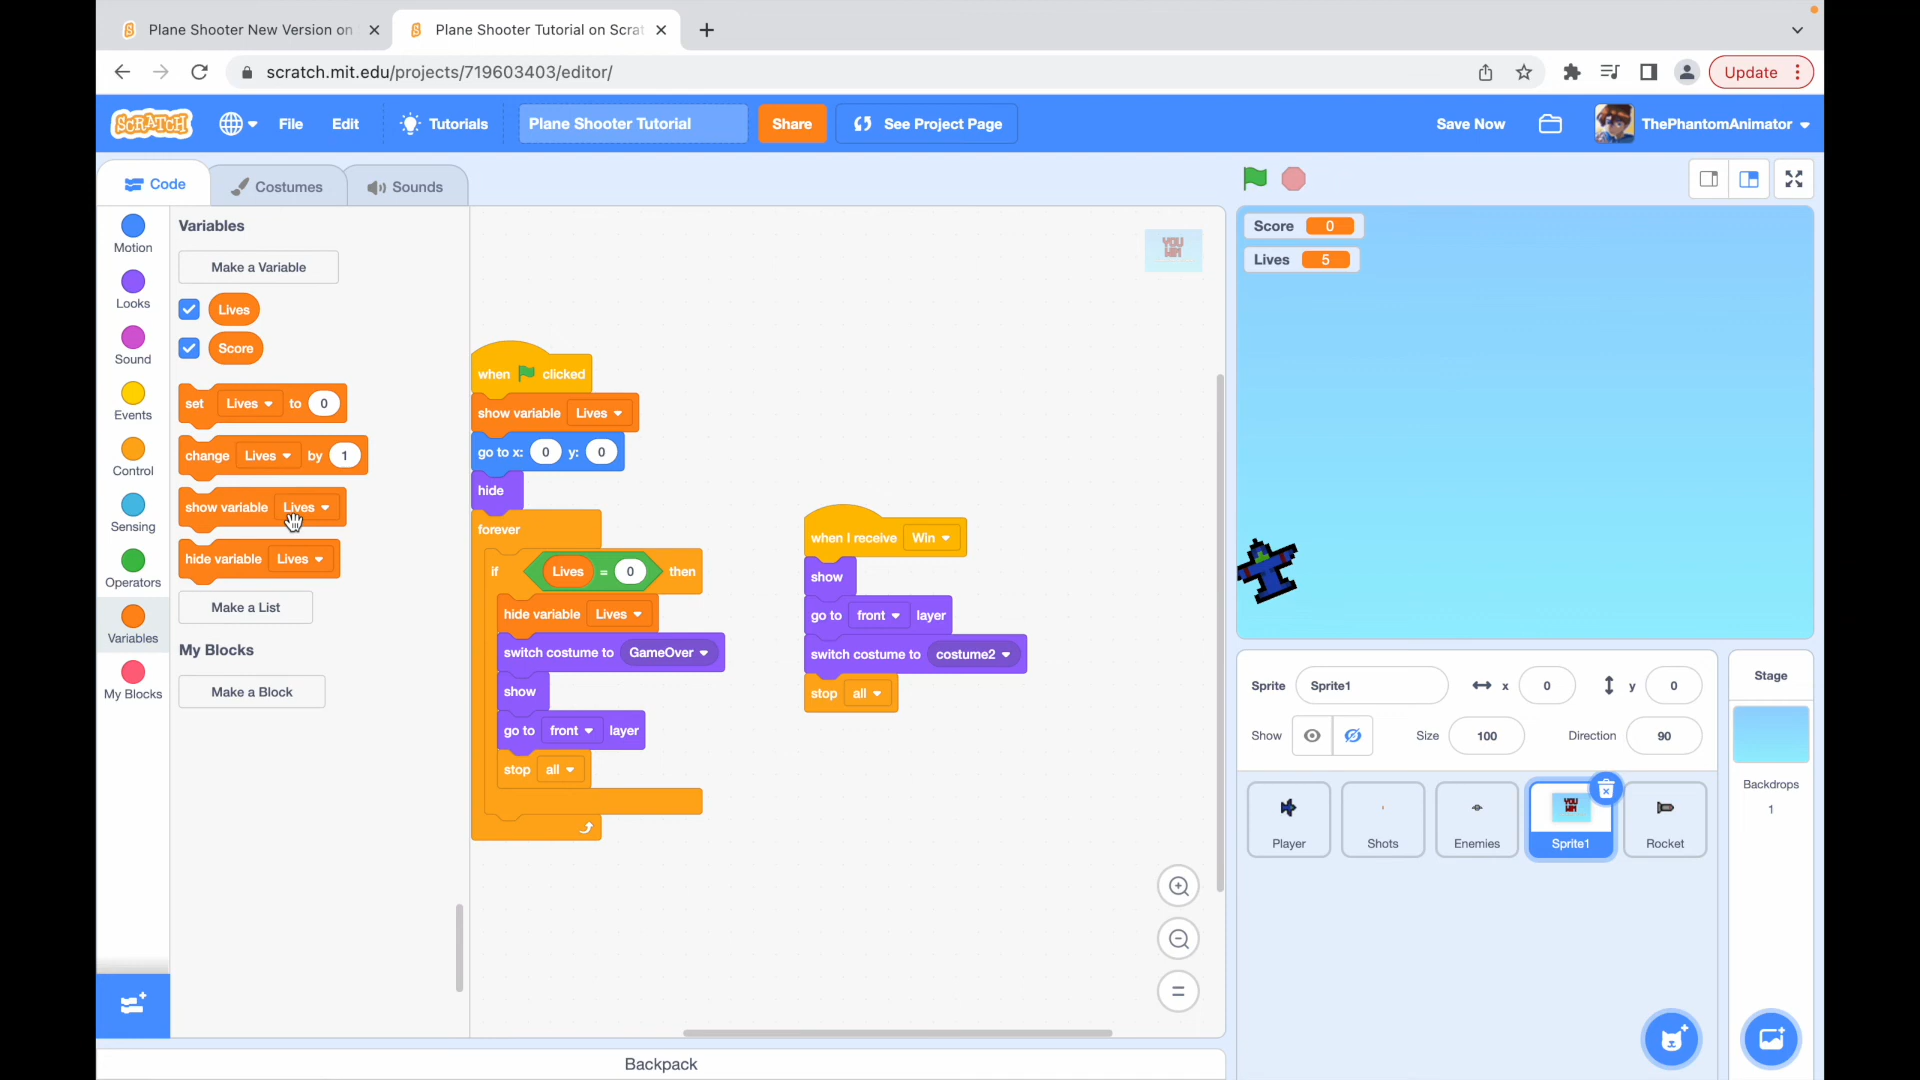 Plane Shooter New Version on
Plane Shooter Tutorial on Scrat
scratch.mit.edu/projects/719603403/editor/
Update
SCRATCH
File
Edit
Tutorials
Plane Shooter Tutorial
Share
See Project Page
Save Now
ThePhantomAnimator
Code
Costumes
Sounds
Motion
Looks
Sound
Events
Control
Sensing
Operators
Variables
My Blocks
Variables
Make a Variable
Lives
Score
set Lives to 0
change Lives by 1
show variable Lives
hide variable Lives
Make a List
My Blocks
Make a Block
when clicked
show variable Lives
go to x: 0 y: 0
hide
forever
if Lives = 0 then
hide variable Lives
switch costume to GameOver
show
go to front layer
stop all
when I receive Win
show
go to front layer
switch costume to costume2
stop all
YOU
WIN
Score 0
Lives 5
Sprite Sprite1 x 0 y 0
Show Size 100 Direction 90
Player
Shots
Enemies
YOU
WIN
Sprite1
Rocket
Stage
Backdrops
1
Backpack